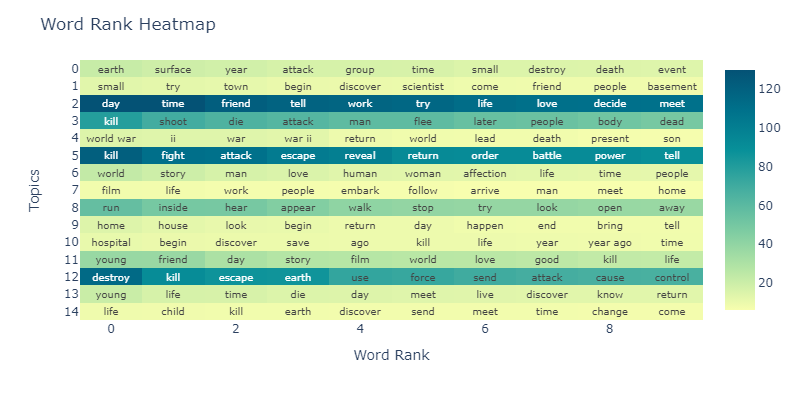 Word Rank Heatmap
0 earth surface year attack group time small destroy death event
1 small try town begin discover scientist come friend people basement
2 day time friend tell work try life love decide meet
3 kill shoot die attack man flee later people body dead
4 world war ii war war ii return world lead death present son
5 kill fight attack escape reveal return order battle power tell
6 world story man love human woman affection life time people
7 film life work people embark follow arrive man meet home
8 run inside hear appear walk stop try look open away
9 home house look begin return day happen end bring tell
10 hospital begin discover save ago kill life year year ago time
11 young friend day story film world love good kill life
12 destroy kill escape earth use force send attack cause control
13 young life time die day meet live discover know return
14 life child kill earth discover send meet time change come
0 2 4 6 8
Word Rank
Topics
120
100
80
60
40
20